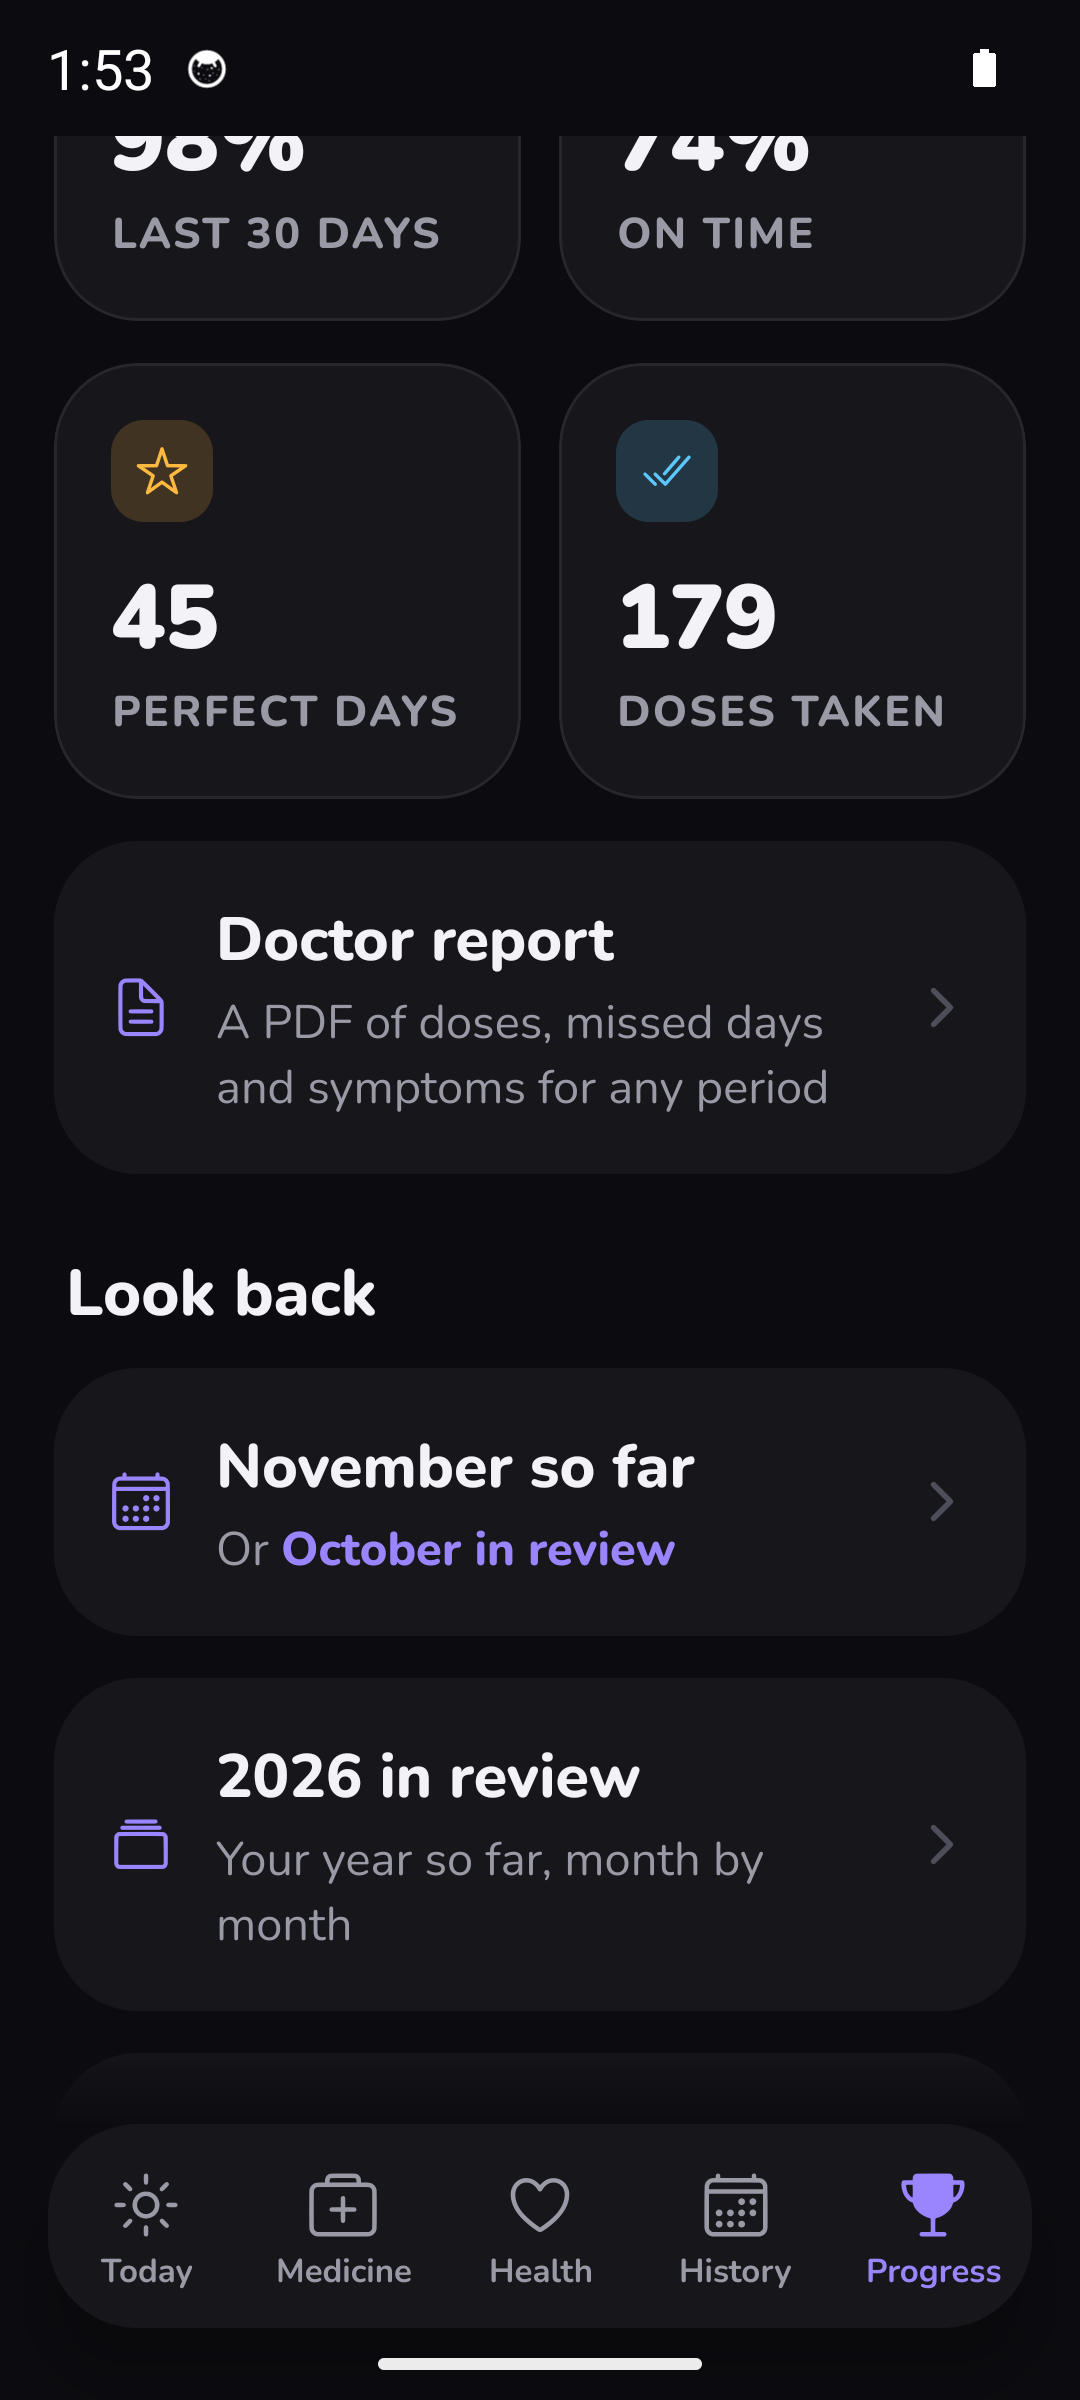 1:53
98%
74%
LAST 30 DAYS
ON TIME
45
179
PERFECT DAYS
DOSES TAKEN
Doctor report
A PDF of doses, missed days
and symptoms for any period
Look back
November so far
Or October in review
2026 in review
Your year so far, month by
month
Today
Medicine
Health
History
Progress